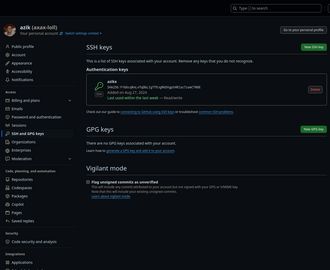 Type / to search
azik (axax-lell)
Your personal account
Switch settings context
Go to your personal profile
Public profile
Account
Appearance
Accessibility
Notifications
Access
Billing and plans
Emails
Password and authentication
Sessions
SSH and GPG keys
Organizations
Enterprises
Moderation
Code, planning, and automation
Repositories
Codespaces
Packages
Copilot
Pages
Saved replies
Security
Code security and analysis
Integrations
Applications
SSH keys
New SSH key
This is a list of SSH keys associated with your account. Remove any keys that you do not recognize.
Authentication keys
Added on Aug 27, 2024
Last used within the last week — Read/write
Delete
Check out our guide to connecting to GitHub using SSH keys or troubleshoot common SSH problems.
GPG keys
New GPG key
There are no GPG keys associated with your account.
Learn how to generate a GPG key and add it to your account.
Vigilant mode
Flag unsigned commits as unverified
This will include any commit attributed to your account but not signed with your GPG or S/MIME key.
Note that this will include your existing unsigned commits.
Learn about vigilant mode.